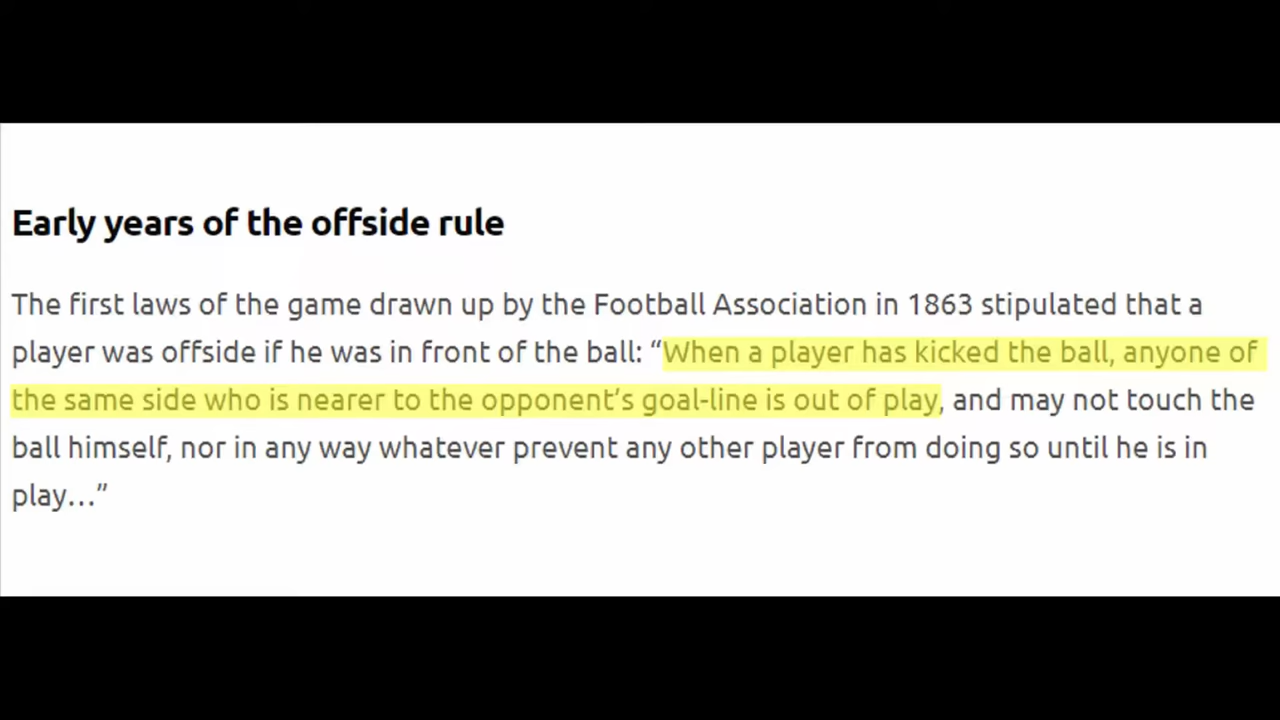 Early years of the offside rule
The first laws of the game drawn up by the Football Association in 1863 stipulated that a
player was offside if he was in front of the ball: “When a player has kicked the ball, anyone of
the same side who is nearer to the opponent’s goal-line is out of play, and may not touch the
ball himself, nor in any way whatever prevent any other player from doing so until he is in
play…”